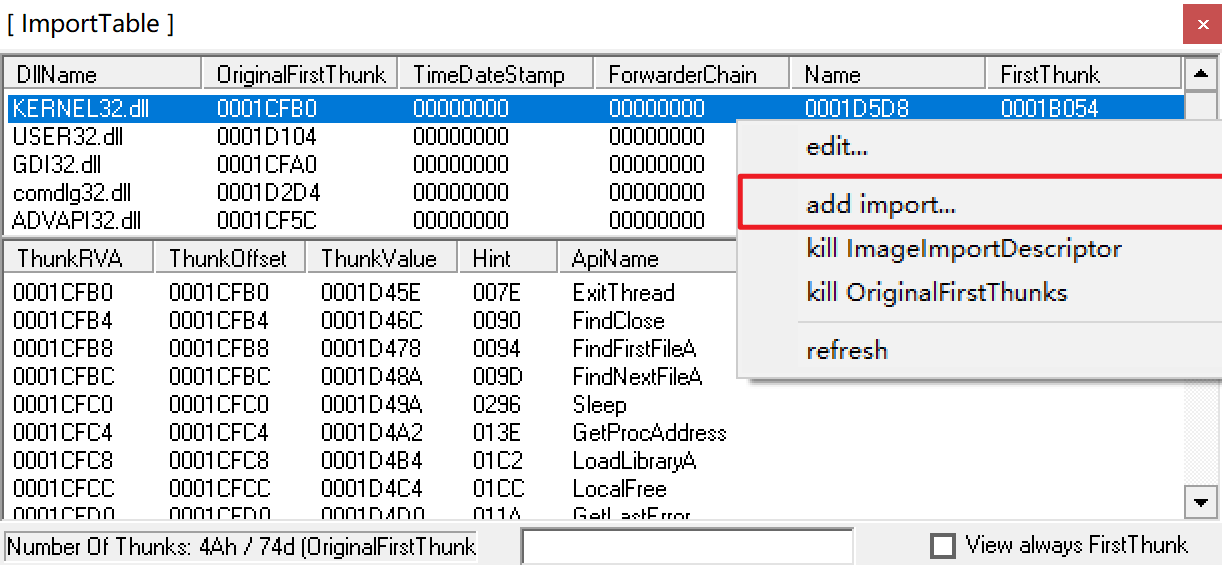 [ ImportTable ]
DllName OriginalFirstThunk TimeDateStamp ForwarderChain Name FirstThunk
KERNEL32.dll 0001CFB0 00000000 00000000 0001D5D8 0001B054
USER32.dll 0001D104 00000000 00000000
edit...
GDI32.dll 0001CFA0 00000000 00000000
comdlg32.dll 0001D2D4 00000000 00000000
add import...
ADVAPI32.dll 0001CF5C 00000000 00000000
kill ImageImportDescriptor
ThunkRVA ThunkOffset ThunkValue Hint ApiName
kill OriginalFirstThunks
0001CFB0 0001CFB0 0001D45E 007E ExitThread
0001CFB4 0001CFB4 0001D46C 0090 FindClose
refresh
0001CFB8 0001CFB8 0001D478 0094 FindFirstFileA
0001CFBC 0001CFBC 0001D48A 009D FindNextFileA
0001CFC0 0001CFC0 0001D49A 0296 Sleep
0001CFC4 0001CFC4 0001D4A2 013E GetProcAddress
0001CFC8 0001CFC8 0001D4B4 01C2 LoadLibraryA
0001CFCC 0001CFCC 0001D4C4 01CC LocalFree
0001CFD0 0001CFD0 0001D4D0 011A GetLastError
Number Of Thunks: 4Ah / 74d (OriginalFirstThunk
View always FirstThunk